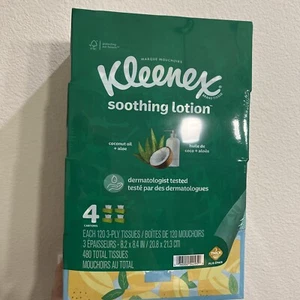 MARQUE MOUCHOIRS
Kleenex
soothing lotion
coconut oil + aloe
huile de coco + aloès
dermatologist tested
testé par des dermatologues
4
EACH 120 3-PLY TISSUES / BOÎTES DE 120 MOUCHOIRS
3 ÉPAISSEURS - 8.2 x 8.4 IN / 20.8 x 21.3 cm
480 TOTAL TISSUES
MOUCHOIRS AU TOTAL